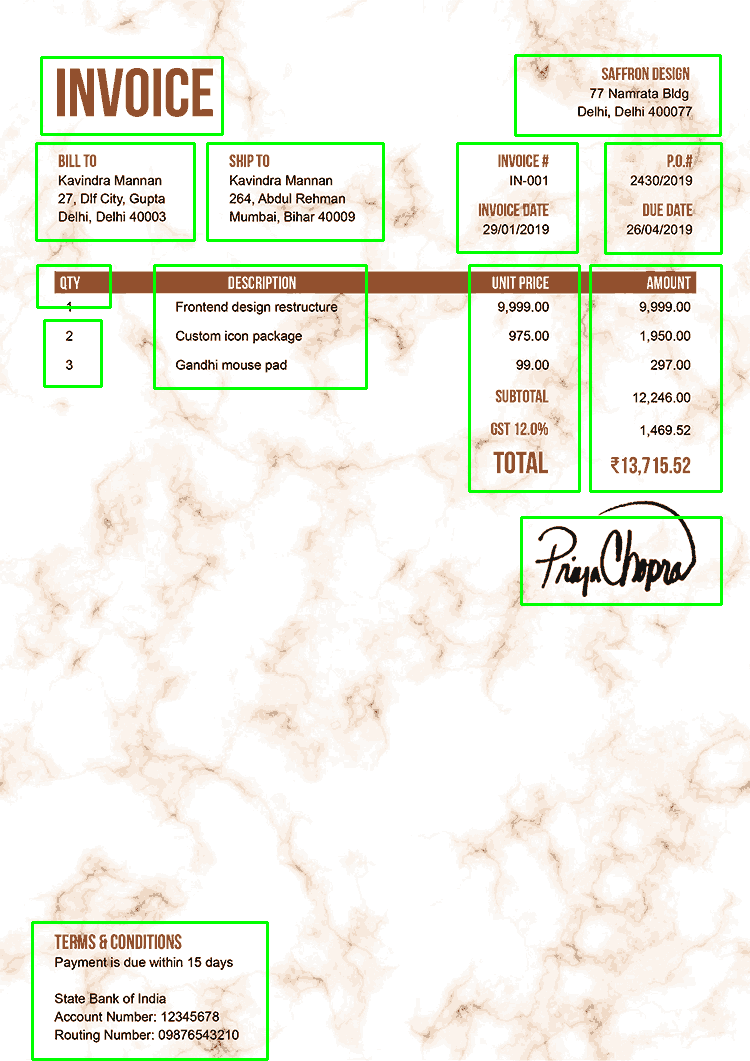 INVOICE
SAFFRON DESIGN
77 Namrata Bldg
Delhi, Delhi 400077
BILL TO
Kavindra Mannan
27, Dlf City, Gupta
Delhi, Delhi 40003
SHIP TO
Kavindra Mannan
264, Abdul Rehman
Mumbai, Bihar 40009
INVOICE #
IN-001
INVOICE DATE
29/01/2019
P.O.#
2430/2019
DUE DATE
26/04/2019
QTY DESCRIPTION UNIT PRICE AMOUNT
1 Frontend design restructure 9,999.00 9,999.00
2 Custom icon package 975.00 1,950.00
3 Gandhi mouse pad 99.00 297.00
SUBTOTAL 12,246.00
GST 12.0% 1,469.52
TOTAL ₹13,715.52
Priya Chopra
TERMS & CONDITIONS
Payment is due within 15 days
State Bank of India
Account Number: 12345678
Routing Number: 09876543210